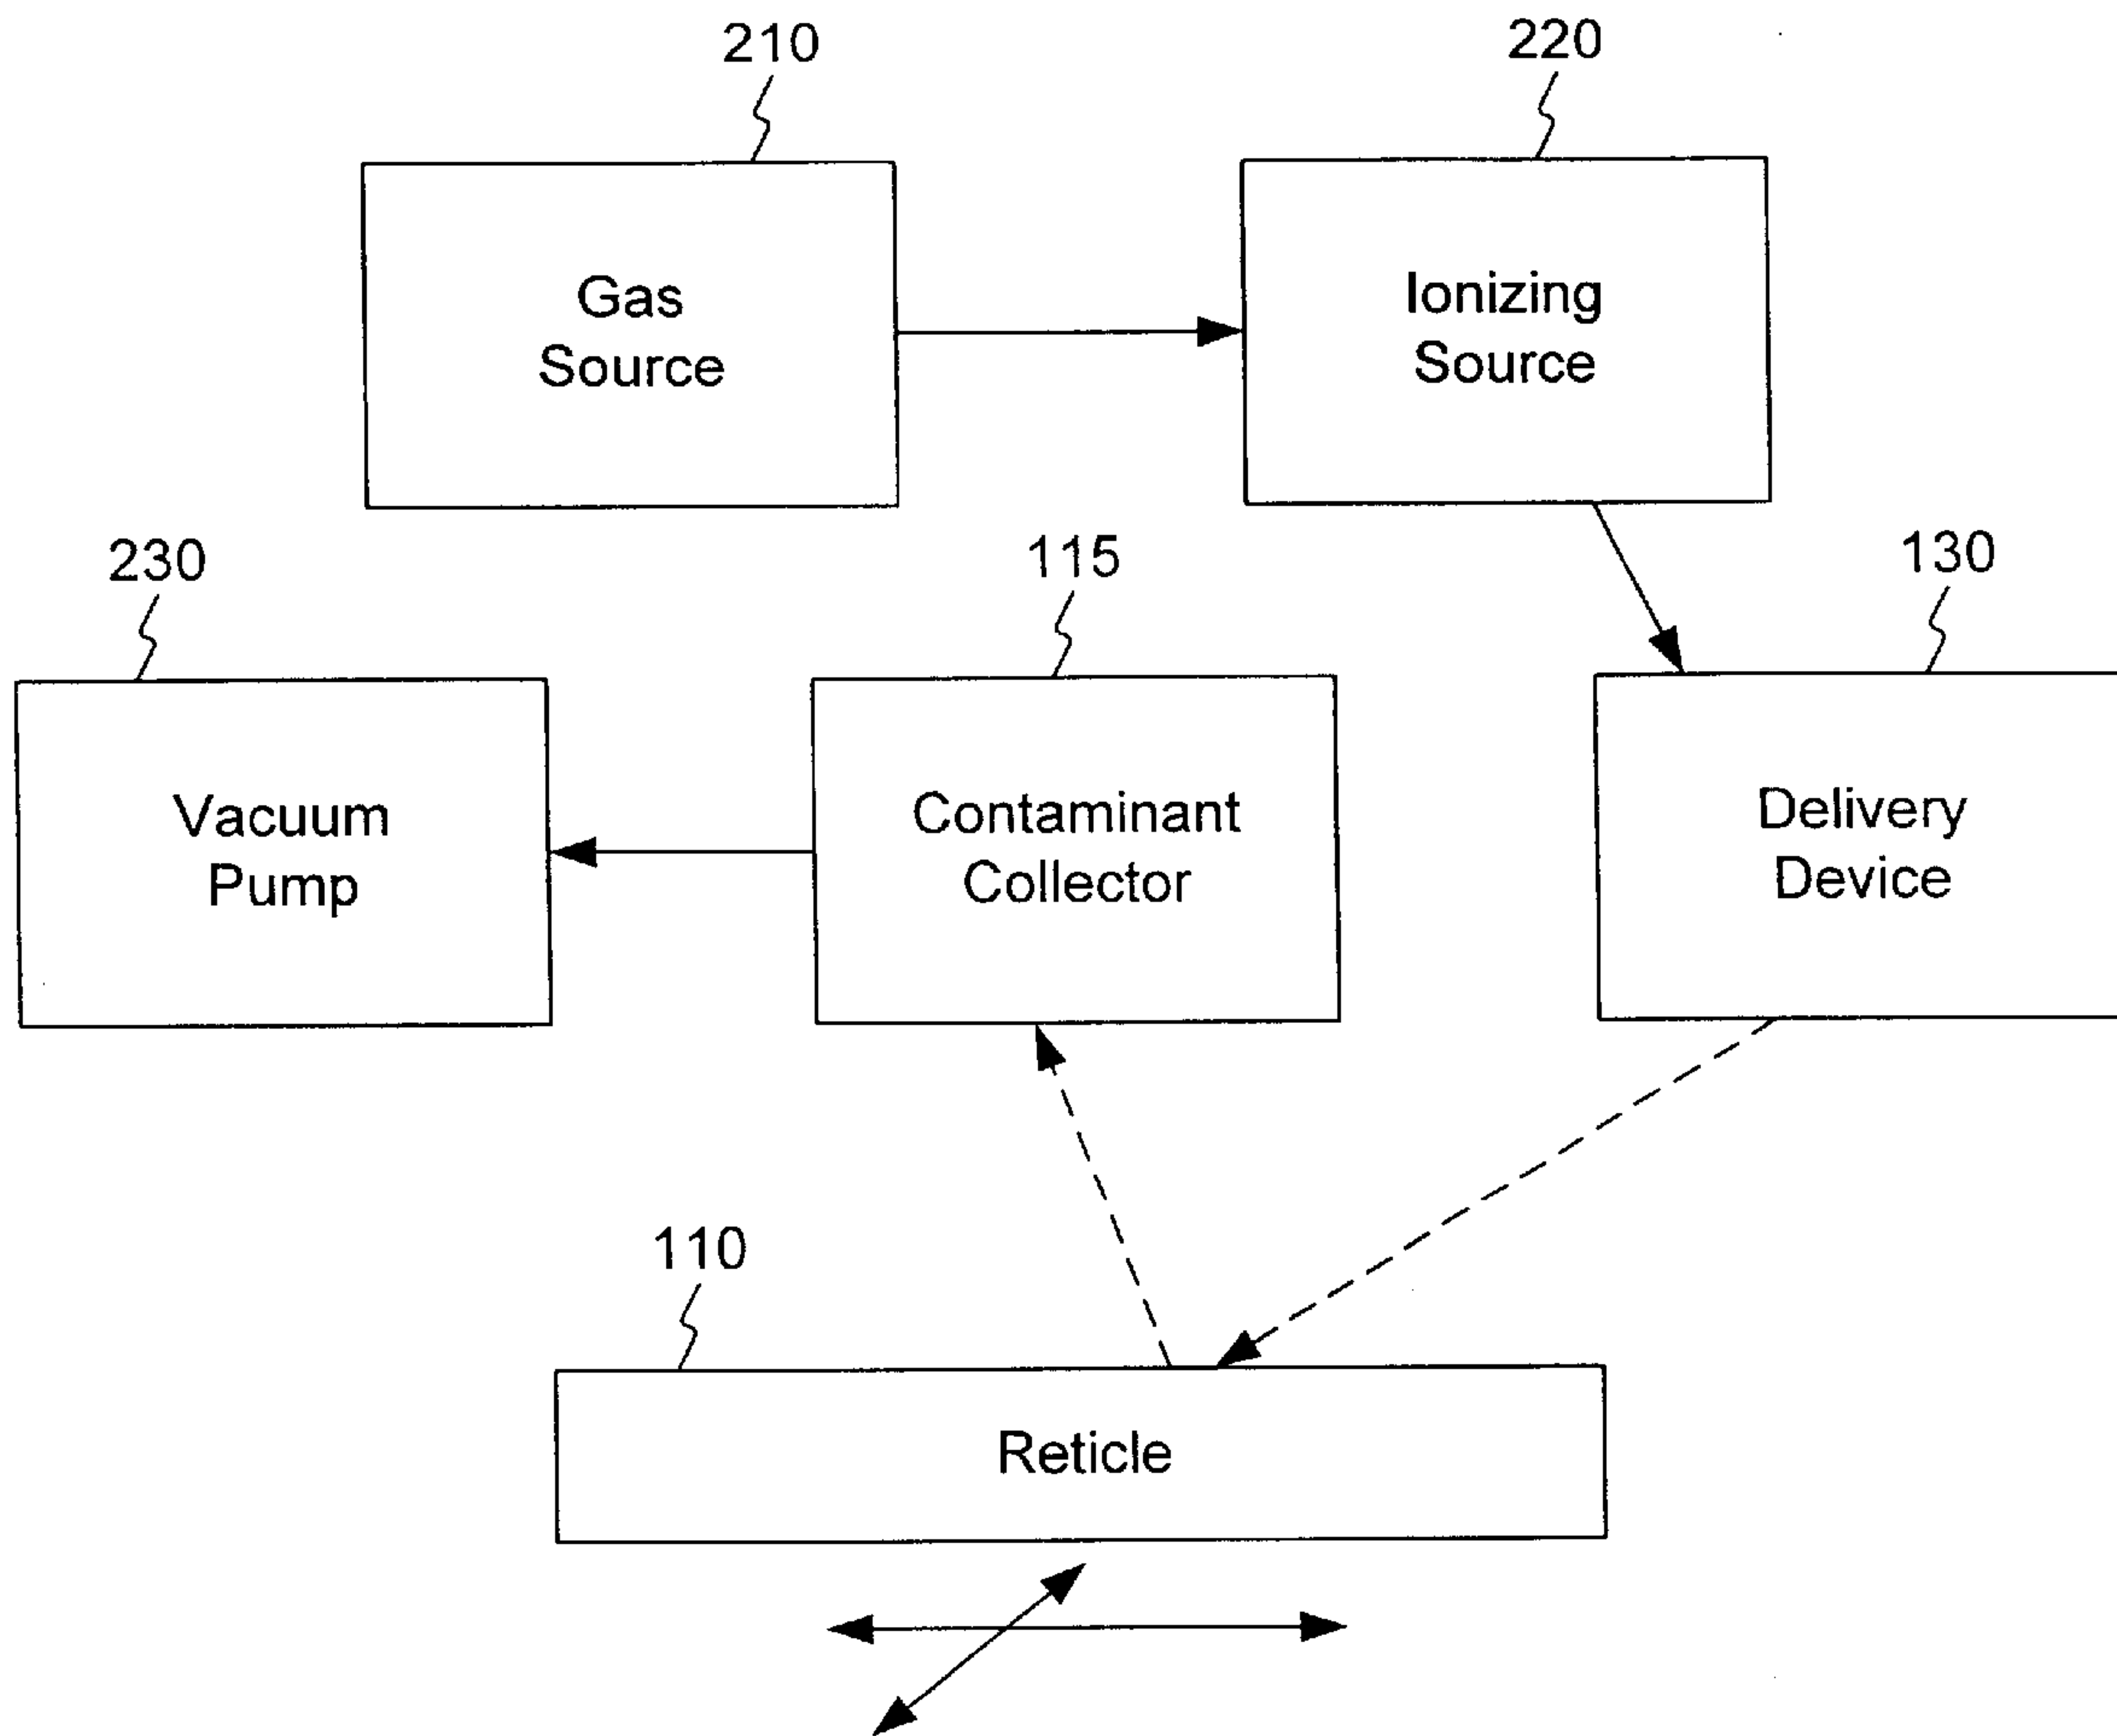 210
220
Gas
Source
Ionizing
Source
230
115
130
Vacuum
Pump
Contaminant
Collector
Delivery
Device
110
Reticle